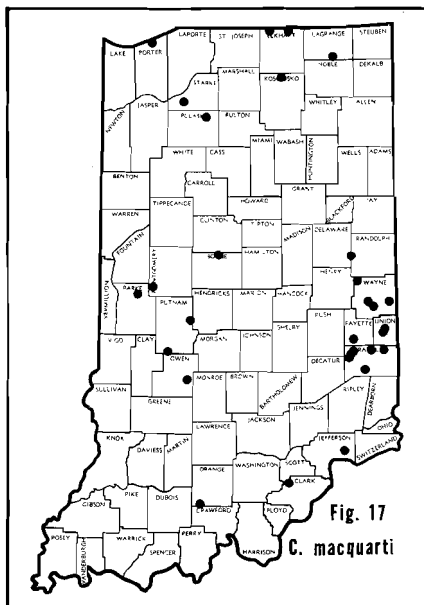 LAKE PORTER LAPORTE ST JOSEPH ELKHART LAGRANGE STEUBEN
NOBLE DEKALB
STARKE MARSHALL KOSCIUSKO
NEWTON JASPER PULASKI FULTON WHITLEY ALLEN
WHITE CASS MIAMI WABASH HUNTINGTON WELLS ADAMS
BENTON CARROLL GRANT BLACKFORD JAY
WARREN TIPPECANOE HOWARD
CLINTON TIPTON MADISON DELAWARE RANDOLPH
FOUNTAIN MONTGOMERY BOONE HAMILTON HENRY WAYNE
VERMILLION PARKE PUTNAM HENDRICKS MARION HANCOCK
RUSH FAYETTE UNION
VIGO CLAY OWEN MORGAN JOHNSON SHELBY DECATUR
SULLIVAN GREENE MONROE BROWN BARTHOLOMEW RIPLEY DEARBORN
JENNINGS OHIO
KNOX DAVIESS MARTIN LAWRENCE JACKSON JEFFERSON SWITZERLAND
ORANGE WASHINGTON SCOTT
GIBSON PIKE DUBOIS CRAWFORD CLARK
FLOYD
POSEY VANDERBURGH WARRICK SPENCER PERRY HARRISON
Fig. 17
C. macquarti